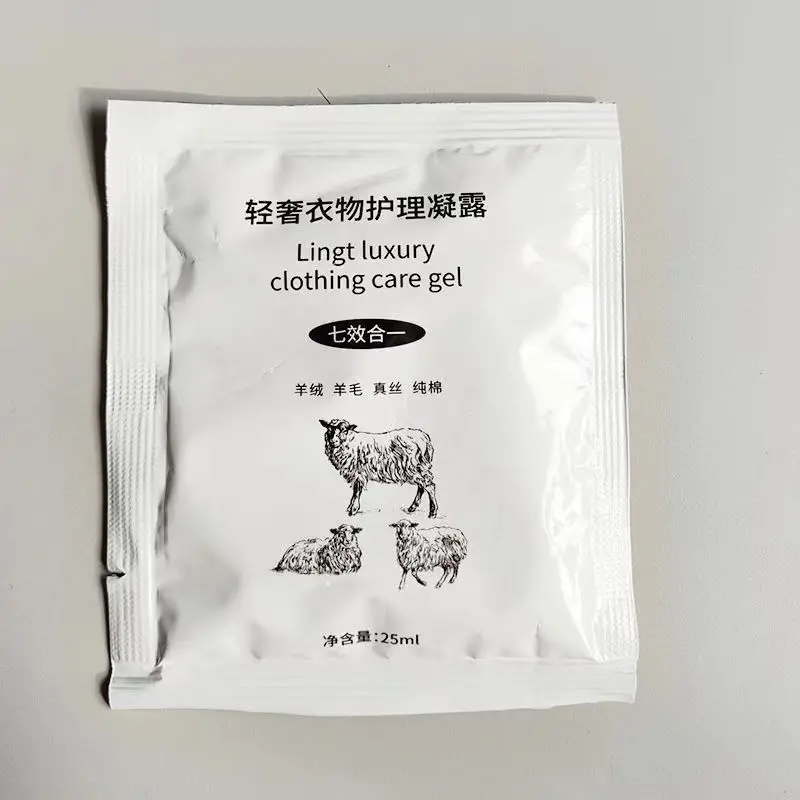 轻奢衣物护理凝露
Lingt luxury
clothing care gel
七效合一
羊绒 羊毛 真丝 纯棉
净含量:25ml